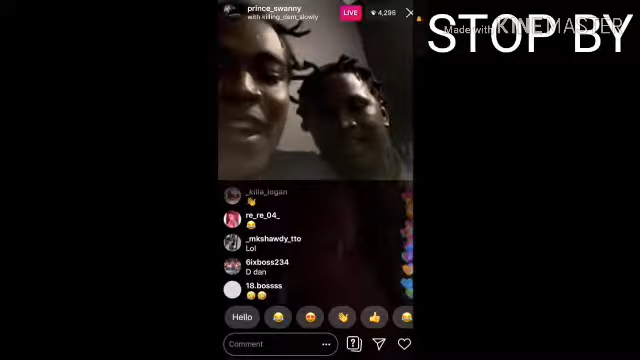 prince_swanny
with killing_dem_slowly
LIVE
4,296
Made with KINEMASTER
STOP BY
_killa_logan
👋
re_re_04_
😂
_mkshawdy_tto
Lol
6ixboss234
D dan
18.bossss
🤣🤣
Hello
Comment